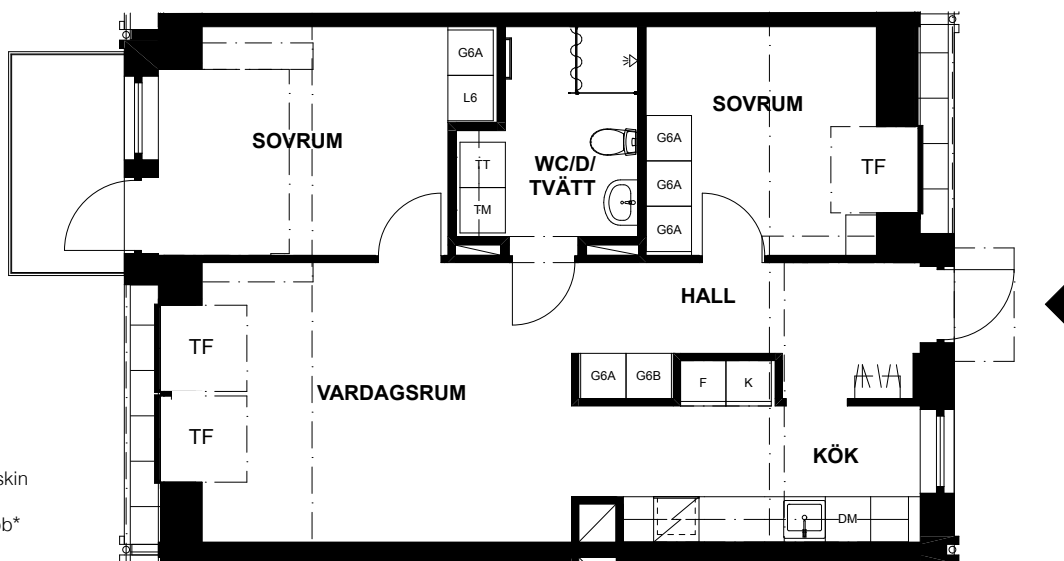 G6A
L6
SOVRUM
TT
TM
WC/D/
TVÄTT
SOVRUM
G6A
G6A
G6A
TF
HALL
TF
TF
VARDAGSRUM
G6A
G6B
F
K
KÖK
DM
skin
ob*